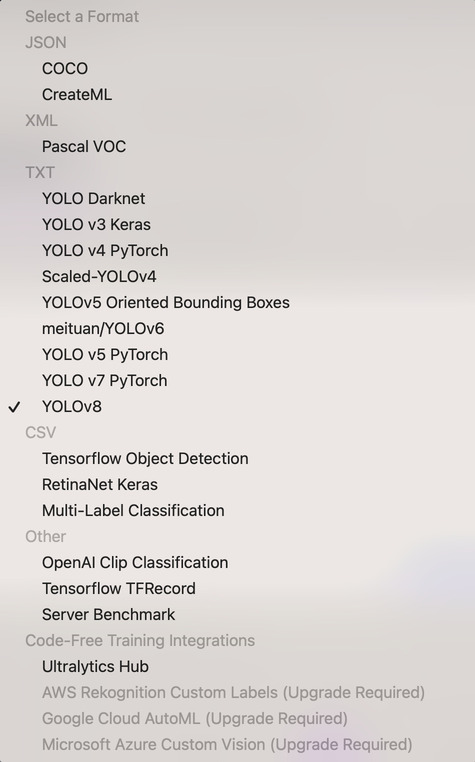 Select a Format
JSON
COCO
CreateML
XML
Pascal VOC
TXT
YOLO Darknet
YOLO v3 Keras
YOLO v4 PyTorch
Scaled-YOLOv4
YOLOv5 Oriented Bounding Boxes
meituan/YOLOv6
YOLO v5 PyTorch
YOLO v7 PyTorch
YOLOv8
CSV
Tensorflow Object Detection
RetinaNet Keras
Multi-Label Classification
Other
OpenAI Clip Classification
Tensorflow TFRecord
Server Benchmark
Code-Free Training Integrations
Ultralytics Hub
AWS Rekognition Custom Labels (Upgrade Required)
Google Cloud AutoML (Upgrade Required)
Microsoft Azure Custom Vision (Upgrade Required)